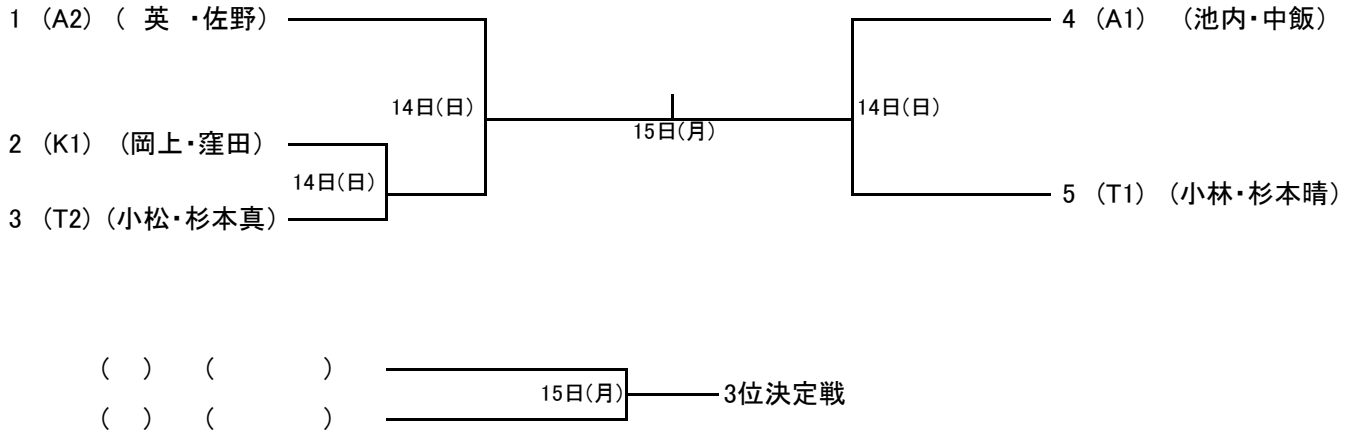 1 (A2) ( 英 ・佐野)
14日(日)
2 (K1) (岡上・窪田)
14日(日)
3 (T2) (小松・杉本真)
15日(月)
4 (A1) (池内・中飯)
14日(日)
5 (T1) (小林・杉本晴)
( ) ( )
15日(月)
3位決定戦
( ) ( )